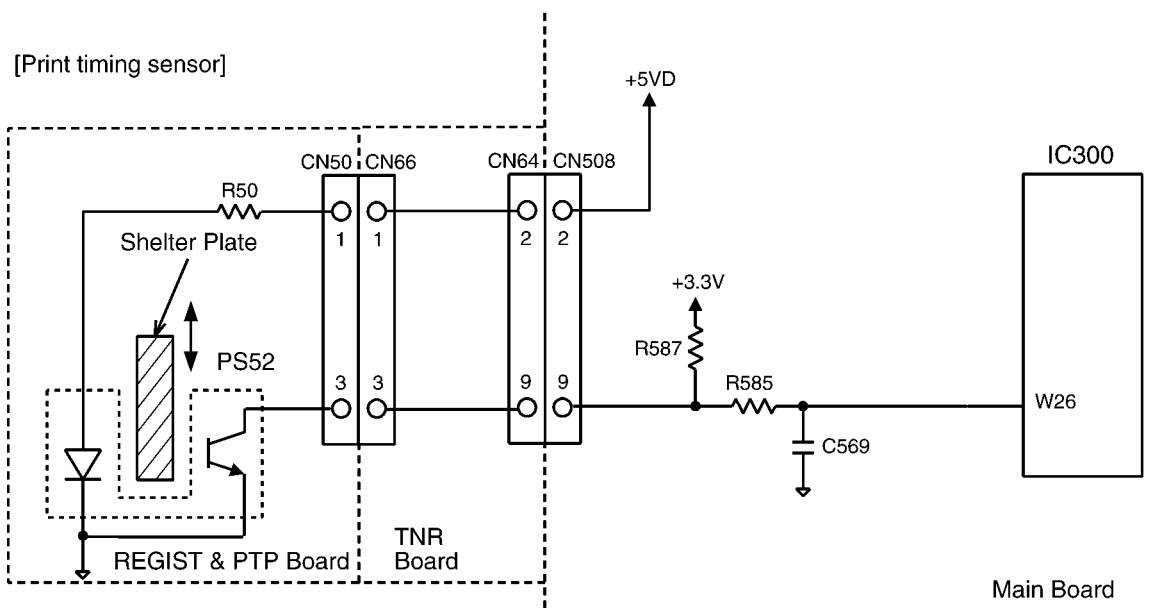 [Print timing sensor]
+5VD
CN50 CN66 CN64 CN508
IC300
R50
1 1 2 2
Shelter Plate
+3.3V
R587
PS52
3 3 9 9
R585
W26
C569
TNR
Board
REGIST & PTP Board
Main Board